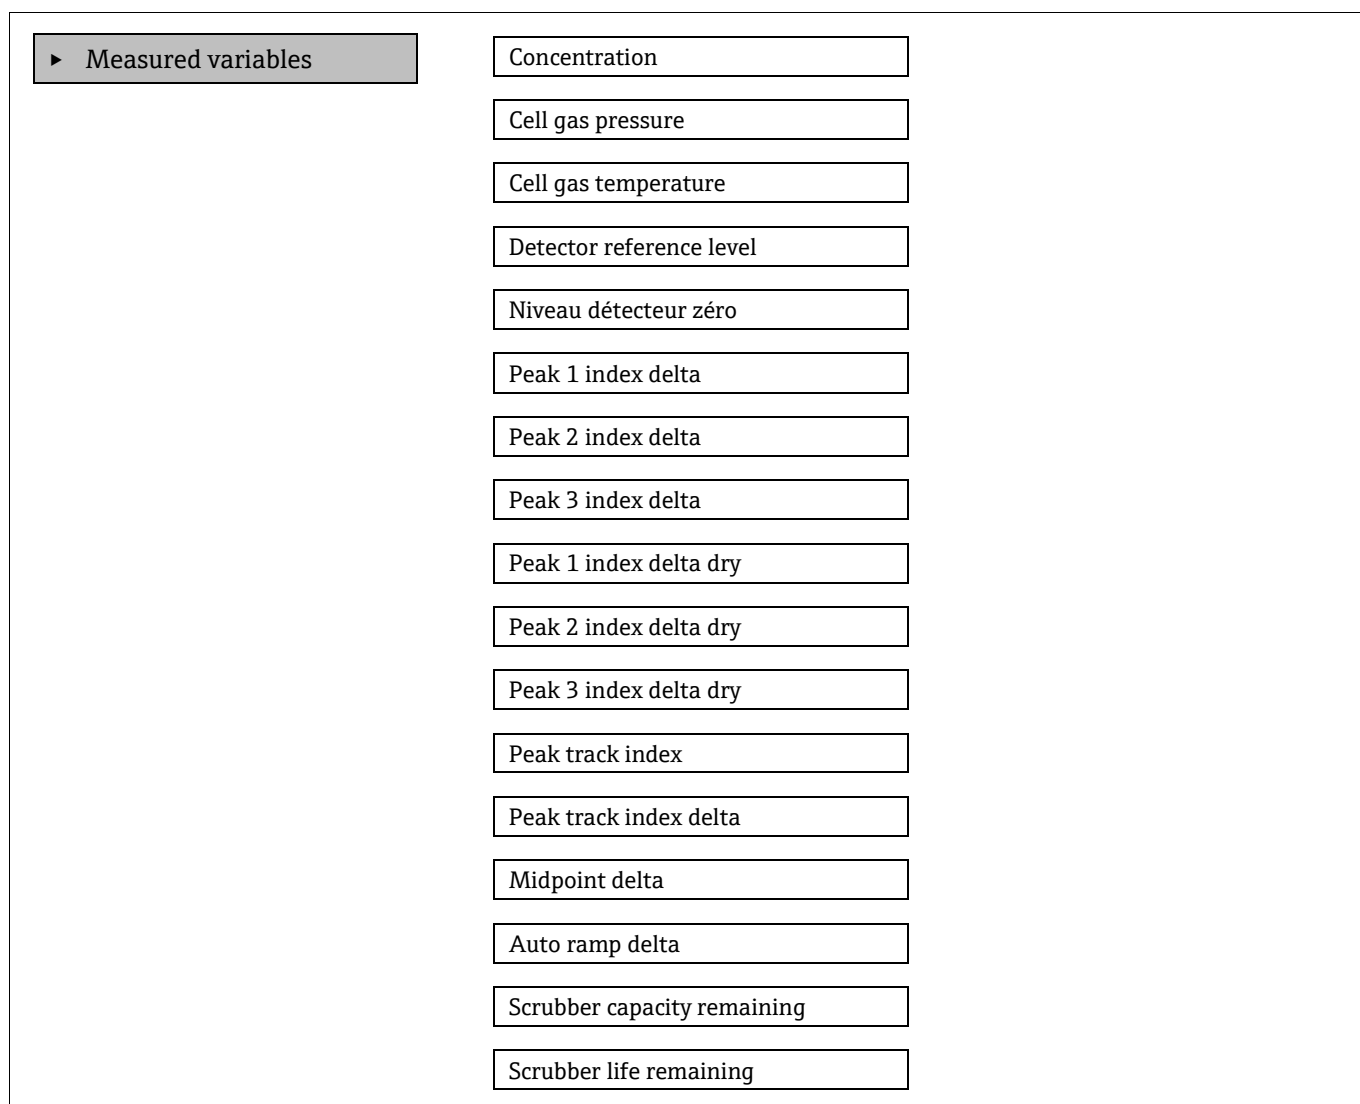 ▸ Measured variables
Concentration
Cell gas pressure
Cell gas temperature
Detector reference level
Niveau détecteur zéro
Peak 1 index delta
Peak 2 index delta
Peak 3 index delta
Peak 1 index delta dry
Peak 2 index delta dry
Peak 3 index delta dry
Peak track index
Peak track index delta
Midpoint delta
Auto ramp delta
Scrubber capacity remaining
Scrubber life remaining